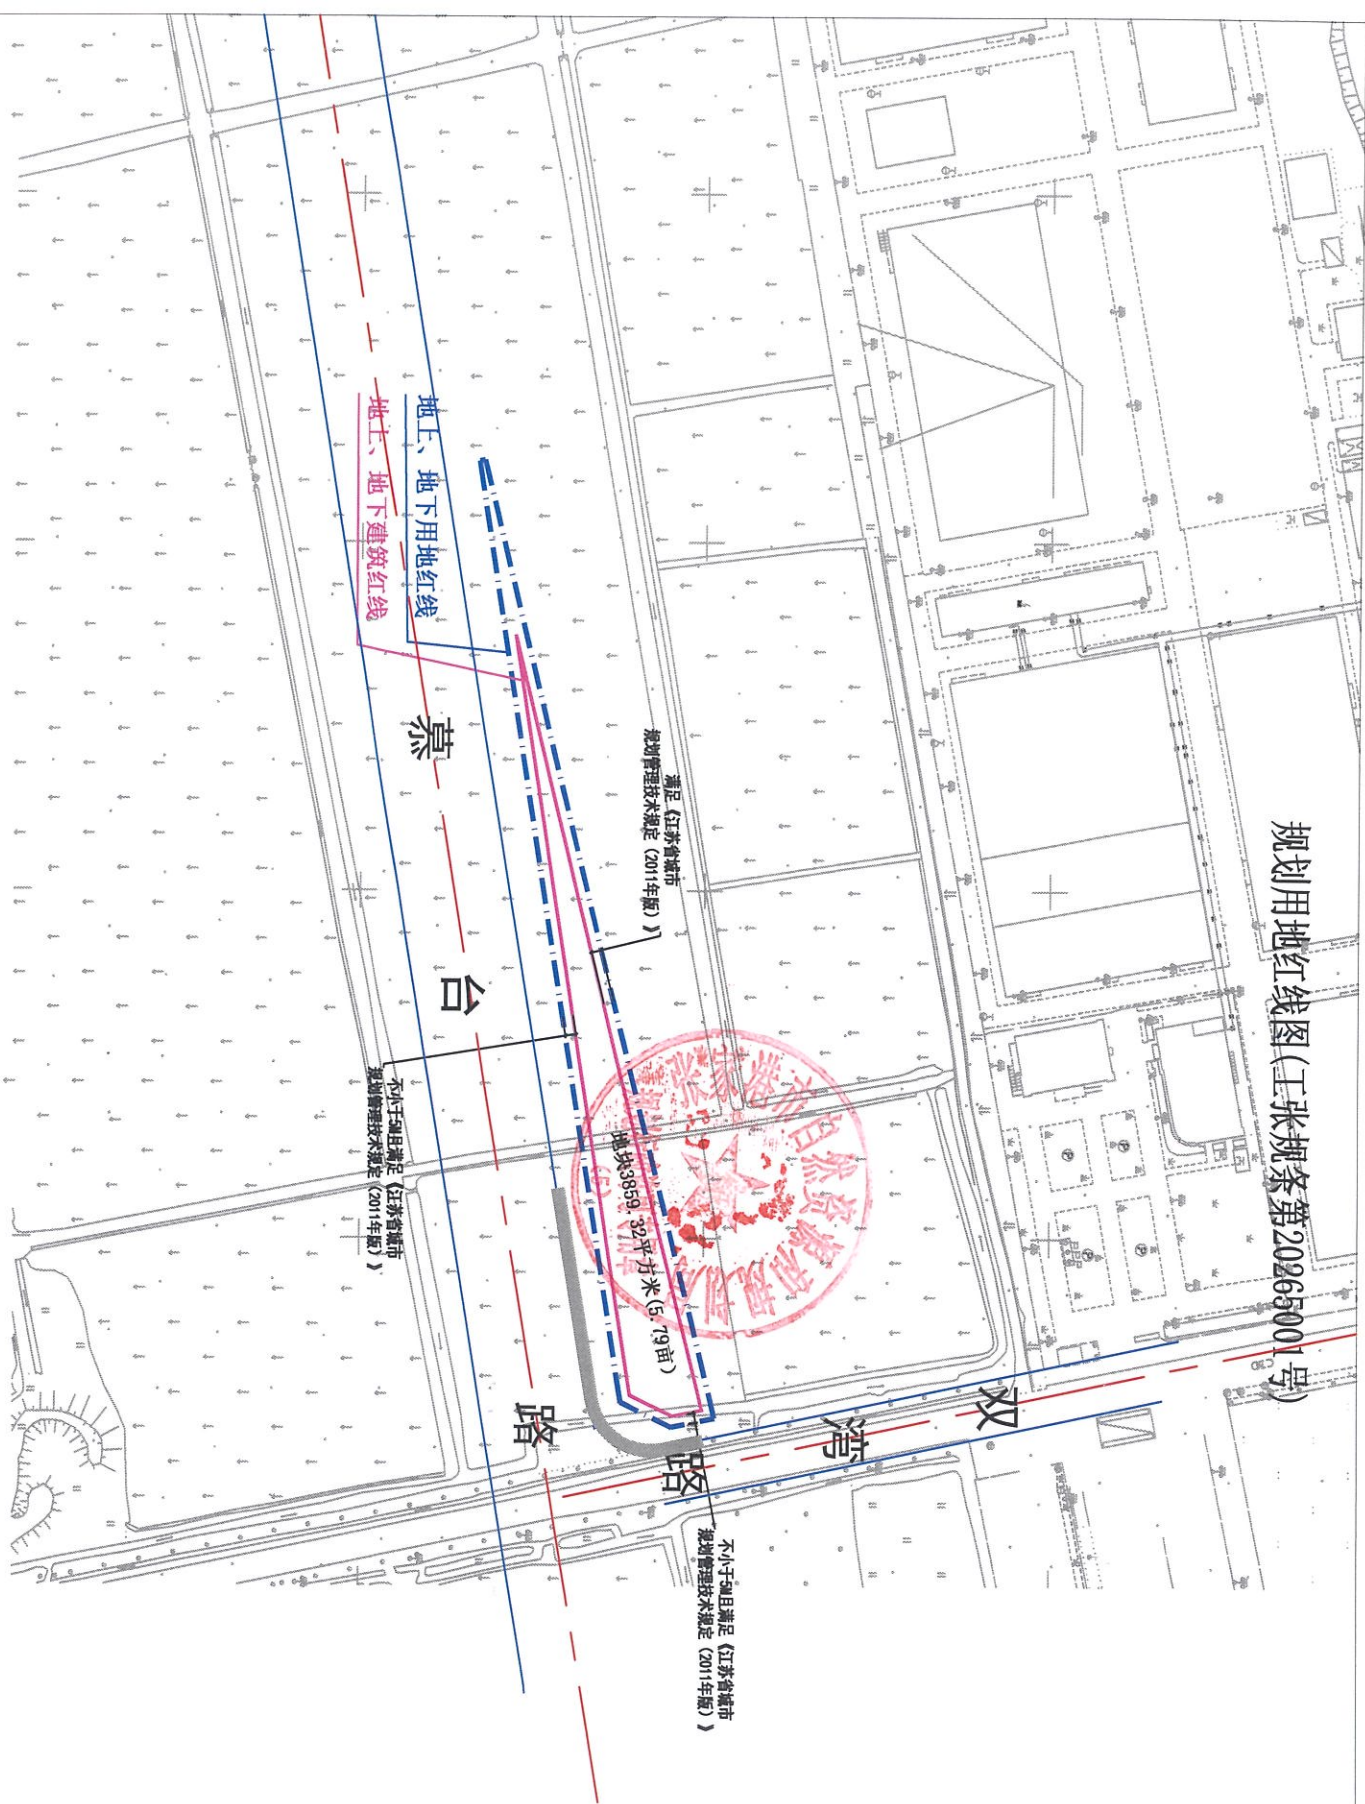 规划用地红线图(工张规条第20265001号)
满足《江苏省城市
规划管理技术规定(2011年版)》
地上、地下用地红线
地上、地下建筑红线
地块3859.32平方米(5.79亩)
不小于5M且满足《江苏省城市
规划管理技术规定(2011年版)》
不小于5M且满足《江苏省城市
规划管理技术规定(2011年版)》
慕台路
双湾路